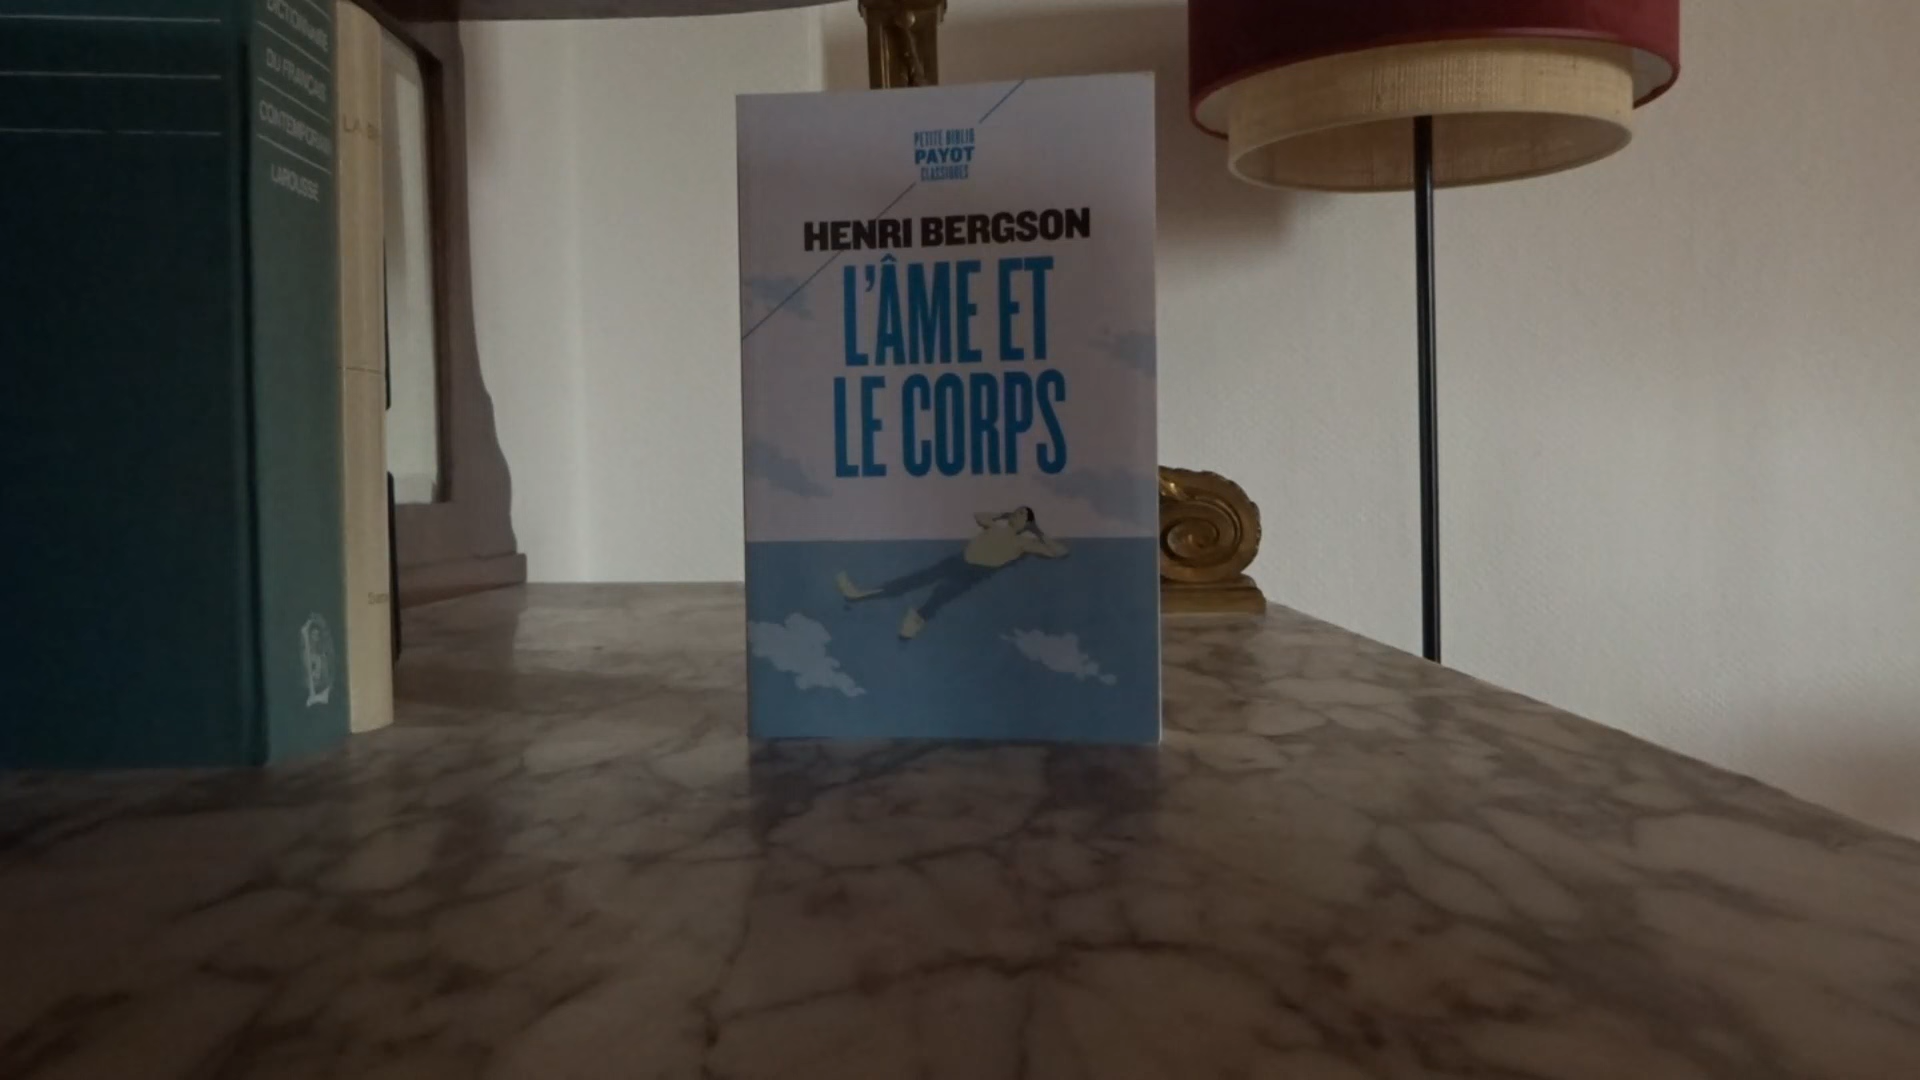 DICTIONNAIRE
DU FRANÇAIS
CONTEMPORAIN
LAROUSSE
PETITE BIBLIO
PAYOT
CLASSIQUES
HENRI BERGSON
L'ÂME ET
LE CORPS